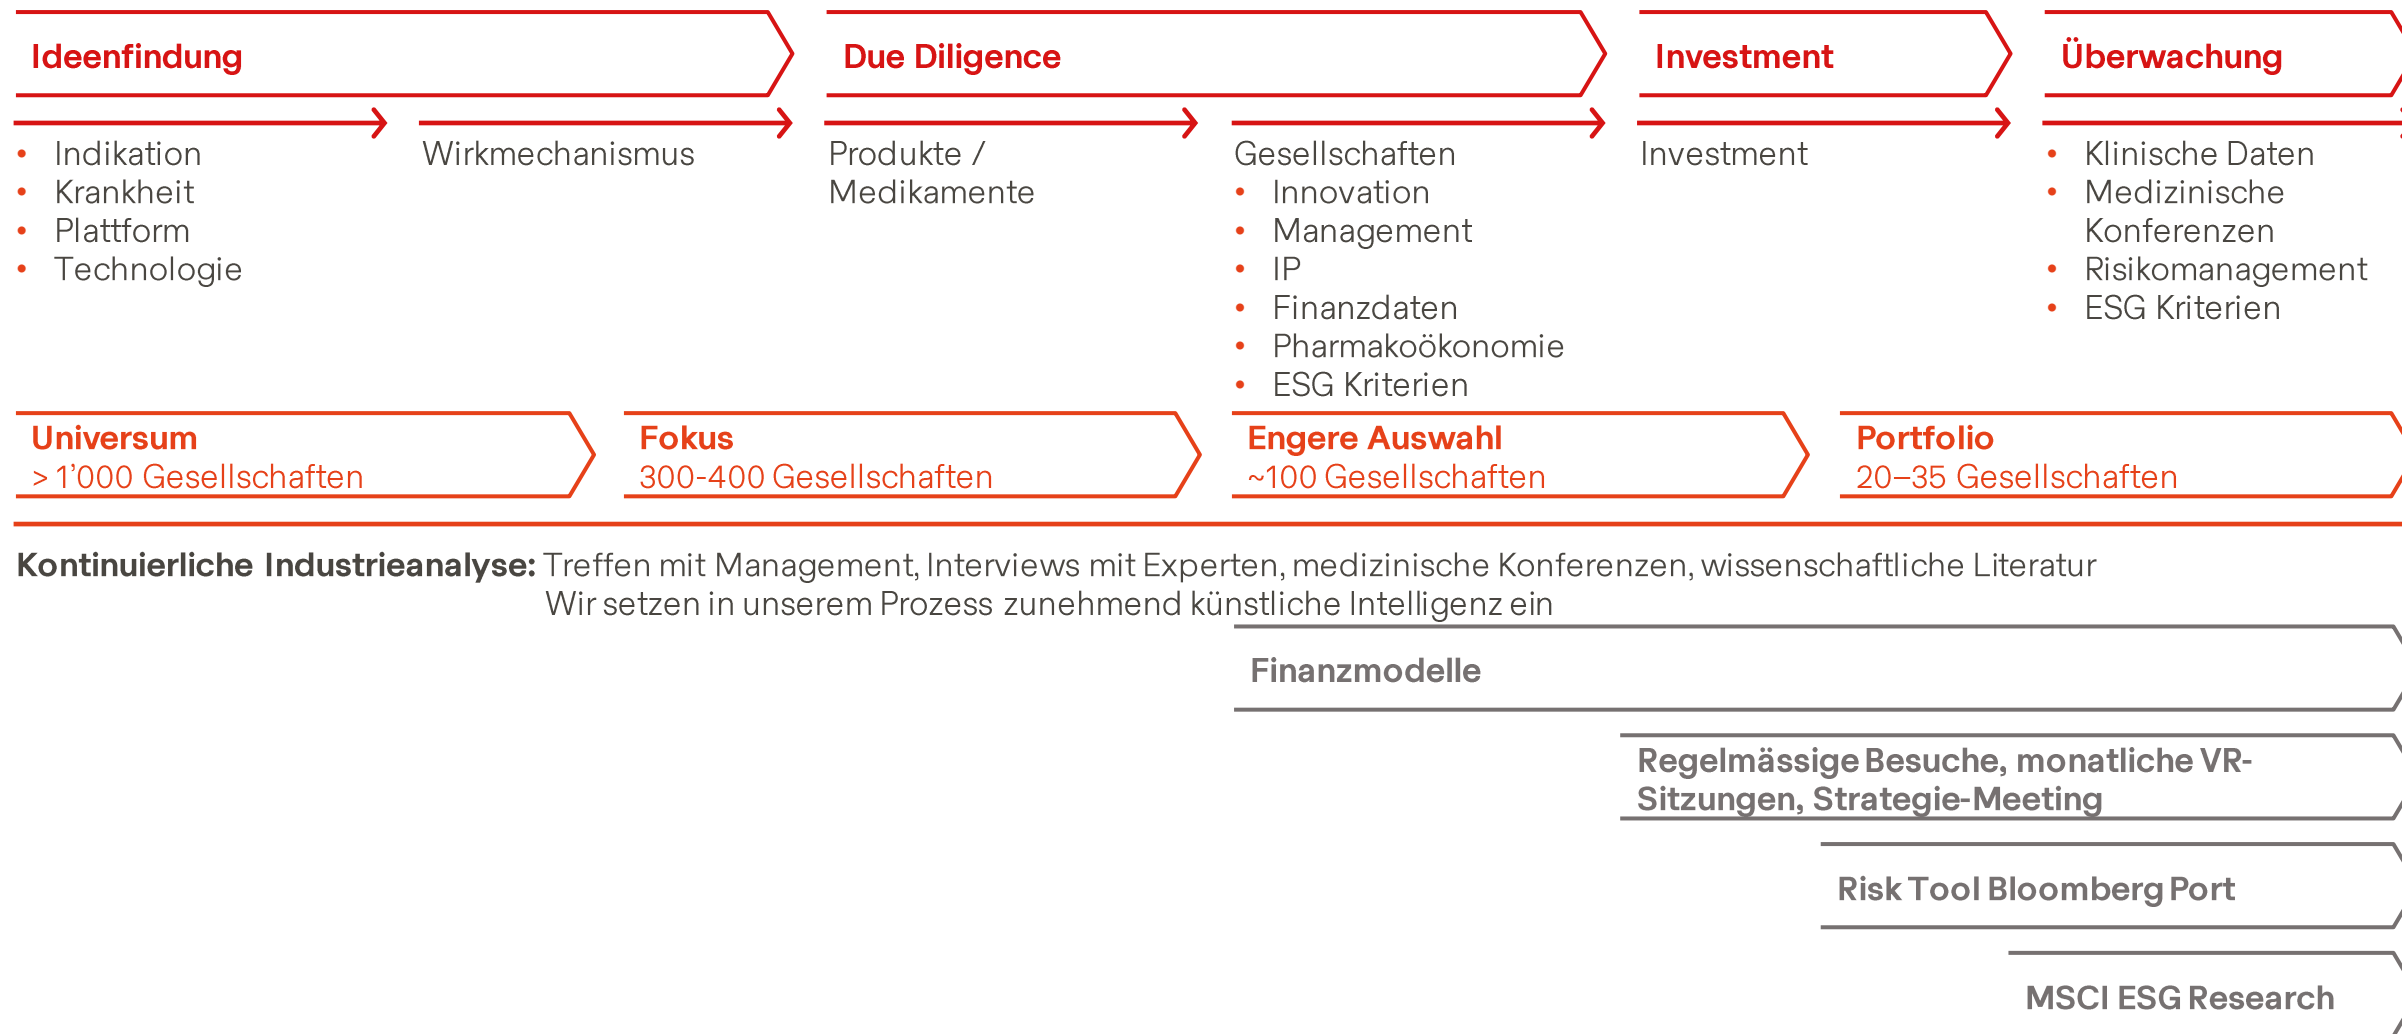 Ideenfindung
Due Diligence
Investment
Überwachung
• Indikation
• Krankheit
• Plattform
• Technologie
Wirkmechanismus
Produkte /
Medikamente
Gesellschaften
• Innovation
• Management
• IP
• Finanzdaten
• Pharmakoökonomie
• ESG Kriterien
Investment
• Klinische Daten
• Medizinische
Konferenzen
• Risikomanagement
• ESG Kriterien
Universum
> 1’000 Gesellschaften
Fokus
300-400 Gesellschaften
Engere Auswahl
~100 Gesellschaften
Portfolio
20–35 Gesellschaften
Kontinuierliche Industrieanalyse: Treffen mit Management, Interviews mit Experten, medizinische Konferenzen, wissenschaftliche Literatur
Wir setzen in unserem Prozess zunehmend künstliche Intelligenz ein
Finanzmodelle
Regelmässige Besuche, monatliche VR-
Sitzungen, Strategie-Meeting
Risk Tool Bloomberg Port
MSCI ESG Research